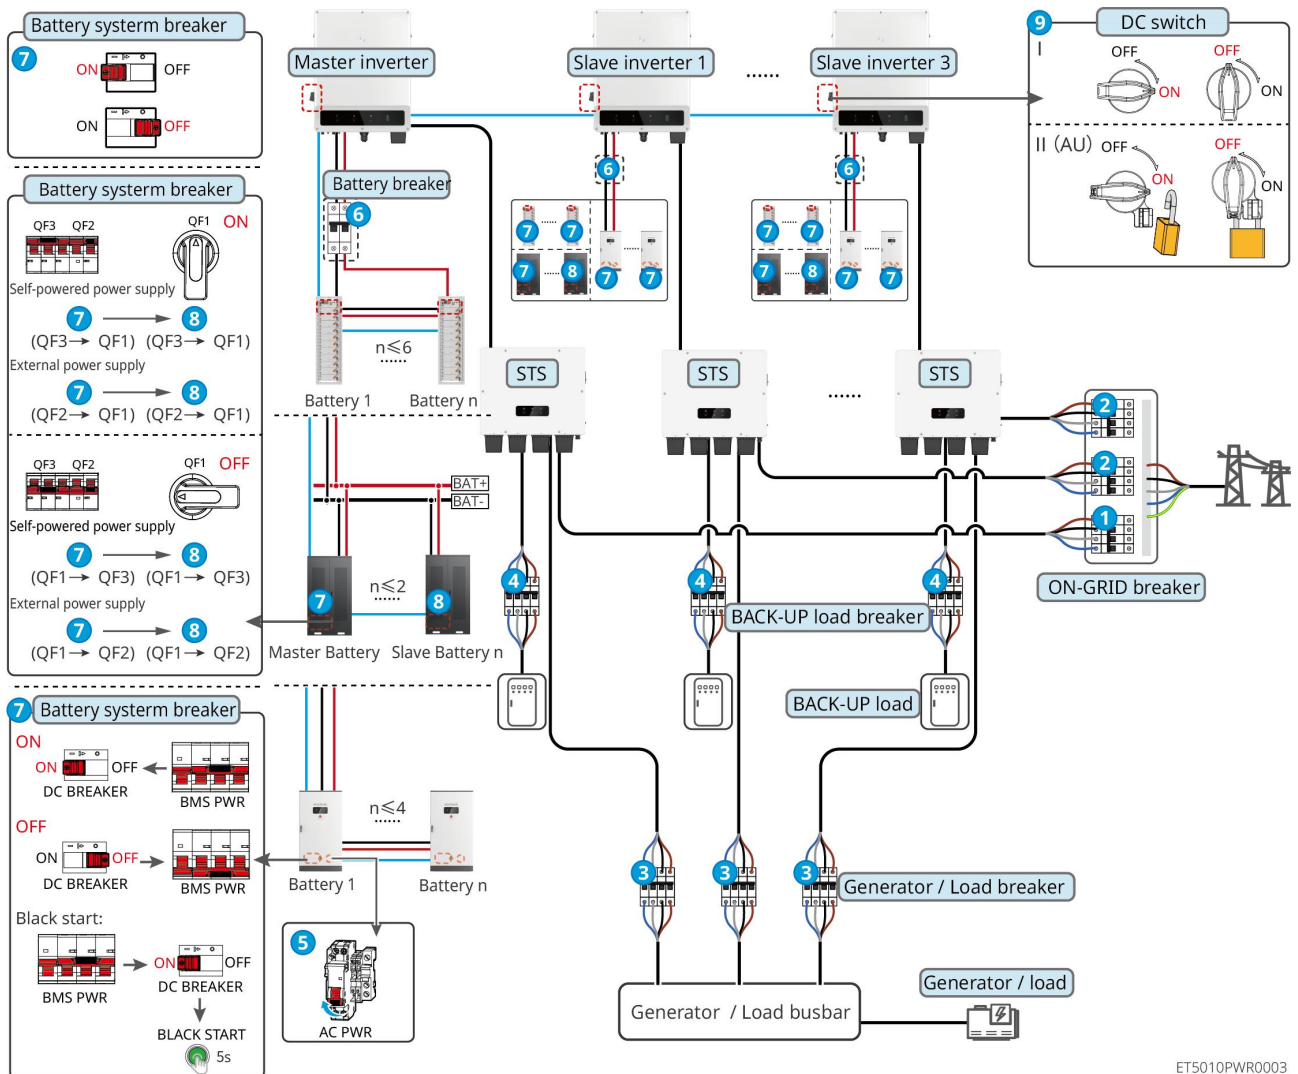 Battery systerm breaker
7
ON
OFF
ON
OFF
Battery systerm breaker
QF3 QF2
QF1
ON
Self-powered power supply
7 8
(QF3→ QF1) (QF3→ QF1)
External power supply
7 8
(QF2→ QF1) (QF2→ QF1)
QF3 QF2
QF1
OFF
Self-powered power supply
7 8
(QF1→ QF3) (QF1→ QF3)
External power supply
7 8
(QF1→ QF2) (QF1→ QF2)
7
Battery systerm breaker
ON
ON
OFF
DC BREAKER
BMS PWR
OFF
ON
OFF
DC BREAKER
BMS PWR
Black start:
BMS PWR
ON
OFF
DC BREAKER
BLACK START
5s
Master inverter
Slave inverter 1
......
Slave inverter 3
9
DC switch
I
OFF
ON
OFF
ON
II (AU)
OFF
ON
OFF
ON
Battery breaker
6
6
6
7 ...... 7
7 ...... 8
7 ...... 7
7 ...... 7
7 ...... 8
7 ...... 7
n≤6
......
Battery 1
Battery n
STS
STS
......
STS
2
2
1
ON-GRID breaker
BAT+
BAT-
n≤2
......
7
8
Master Battery
Slave Battery n
4
4
4
BACK-UP load breaker
BACK-UP load
n≤4
......
Battery 1
Battery n
5
AC PWR
3
3
3
Generator / Load breaker
Generator / Load busbar
Generator / load
ET5010PWR0003